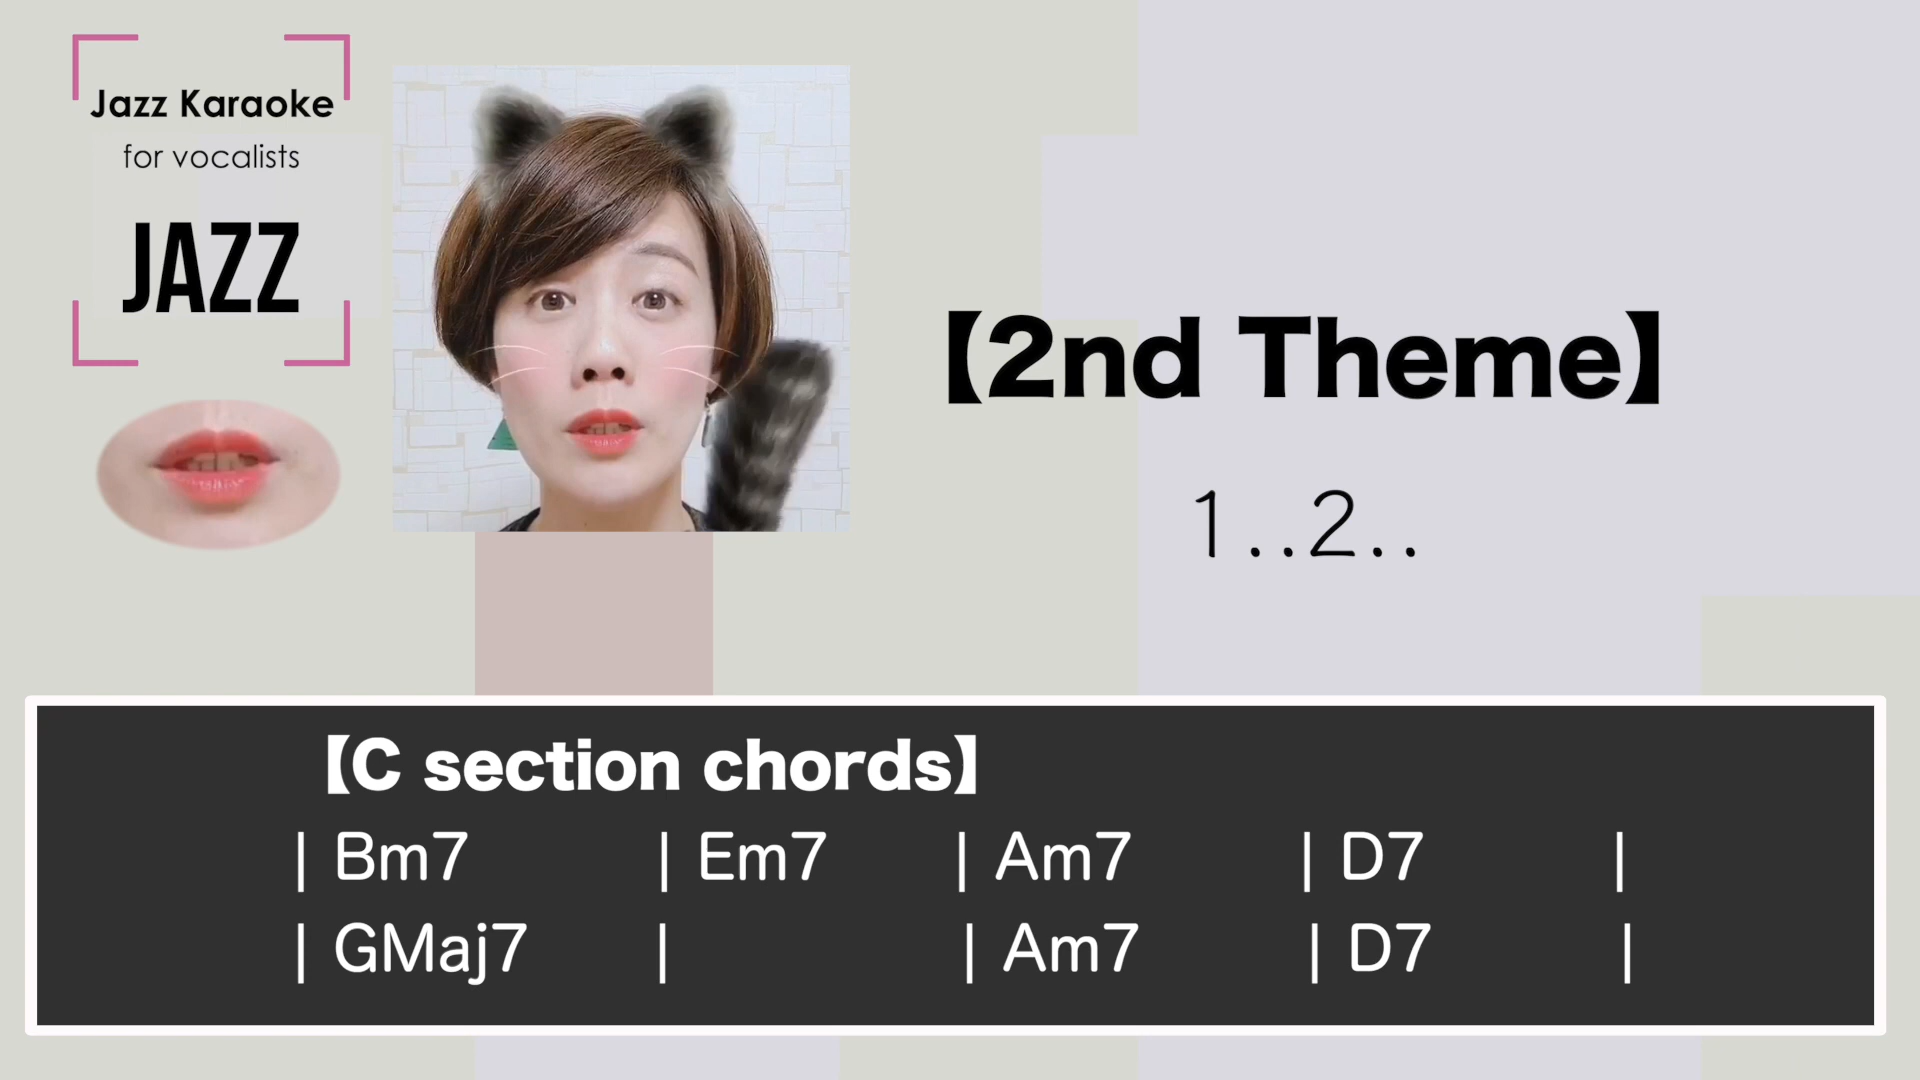 Jazz Karaoke
for vocalists
JAZZ
【2nd Theme】
1..2..
【C section chords】
| Bm7 | Em7 | Am7 | D7 |
| GMaj7 | | Am7 | D7 |